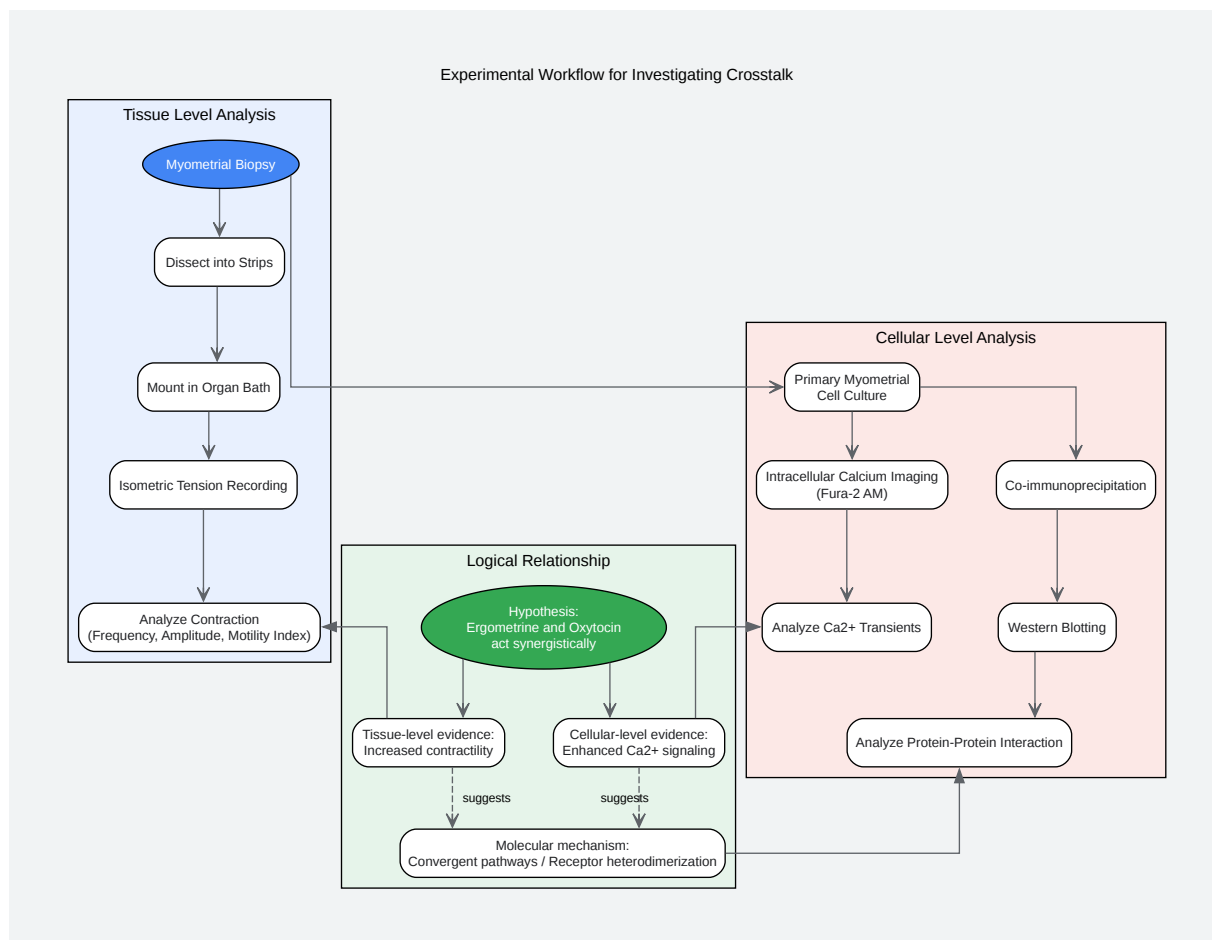 Experimental Workflow for Investigating Crosstalk
Tissue Level Analysis
Myometrial Biopsy
Dissect into Strips
Mount in Organ Bath
Isometric Tension Recording
Analyze Contraction
(Frequency, Amplitude, Motility Index)
Logical Relationship
Hypothesis:
Ergometrine and Oxytocin
act synergistically
Tissue-level evidence:
Increased contractility
Cellular-level evidence:
Enhanced Ca2+ signaling
suggests
suggests
Molecular mechanism:
Convergent pathways / Receptor heterodimerization
Cellular Level Analysis
Primary Myometrial
Cell Culture
Intracellular Calcium Imaging
(Fura-2 AM)
Co-immunoprecipitation
Analyze Ca2+ Transients
Western Blotting
Analyze Protein-Protein Interaction